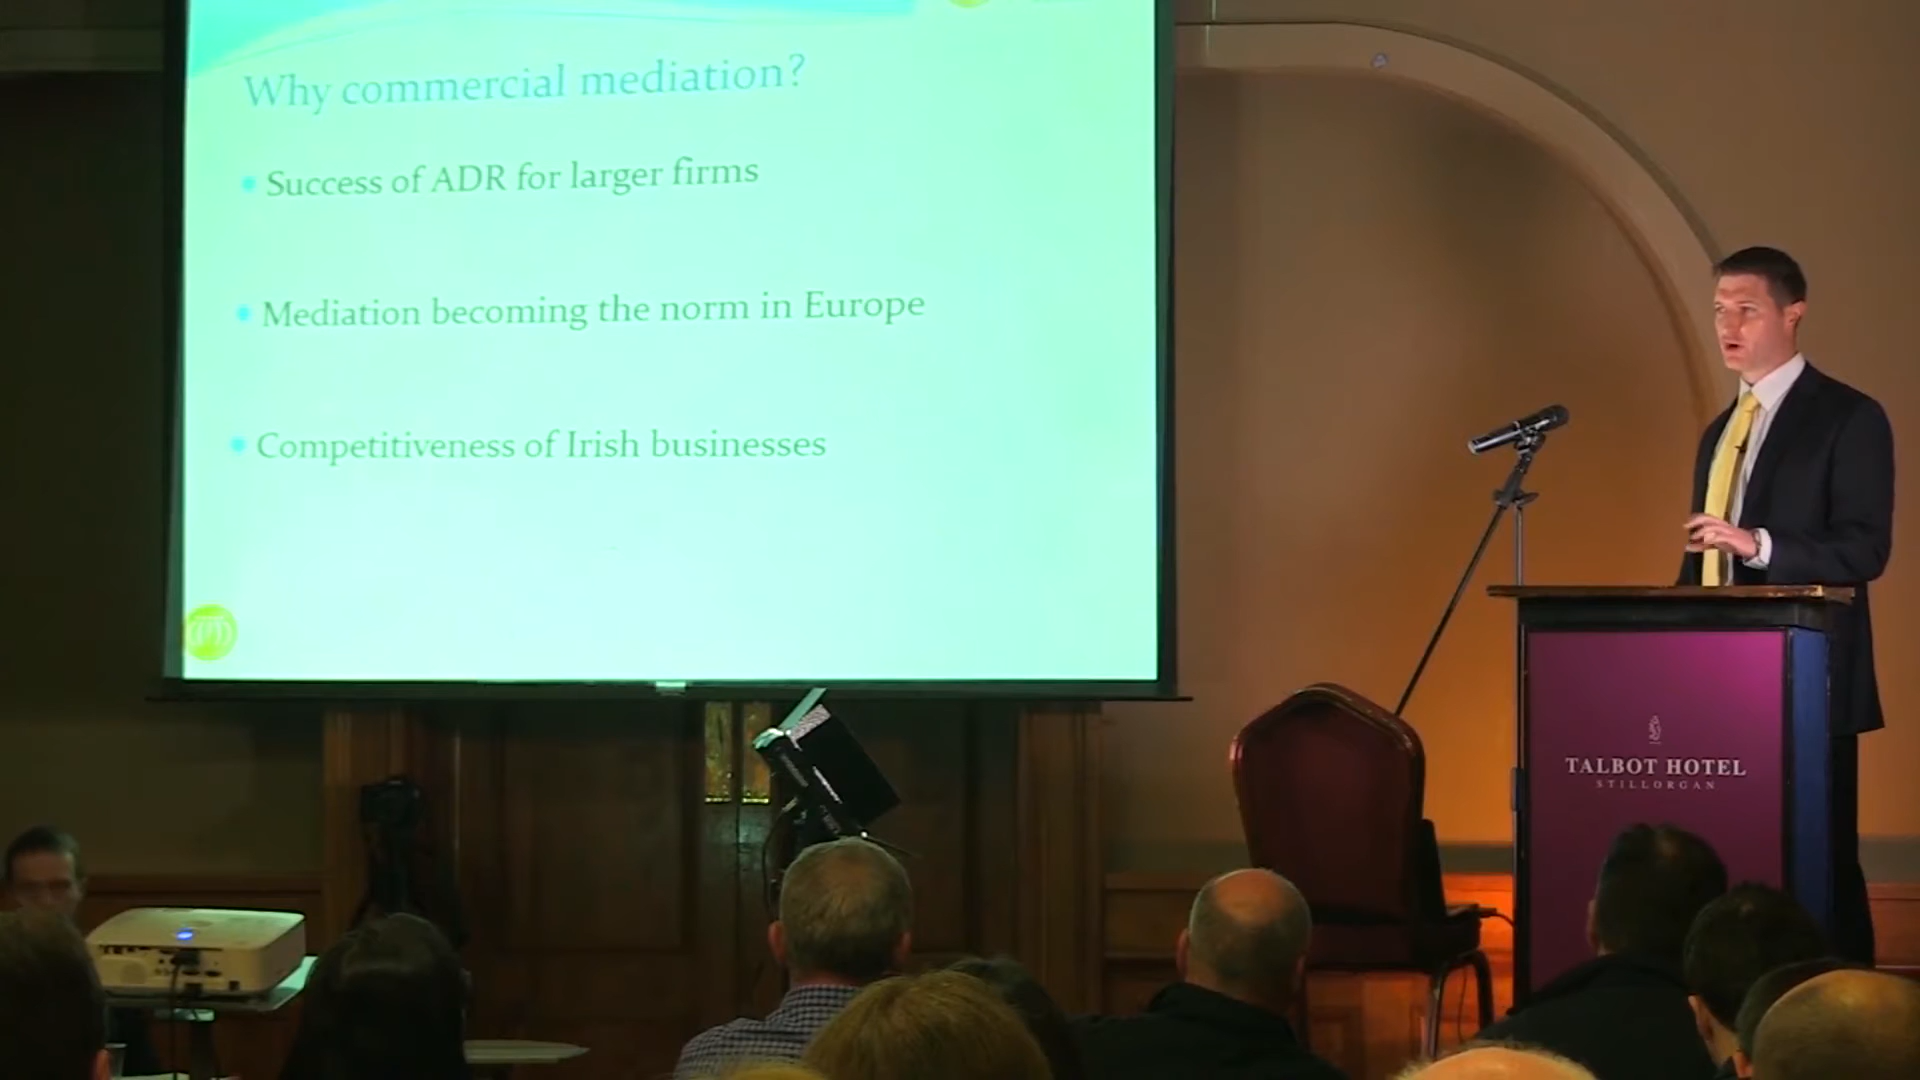 Why commercial mediation?
Success of ADR for larger firms
Mediation becoming the norm in Europe
Competitiveness of Irish businesses
TALBOT HOTEL
STILLORGAN